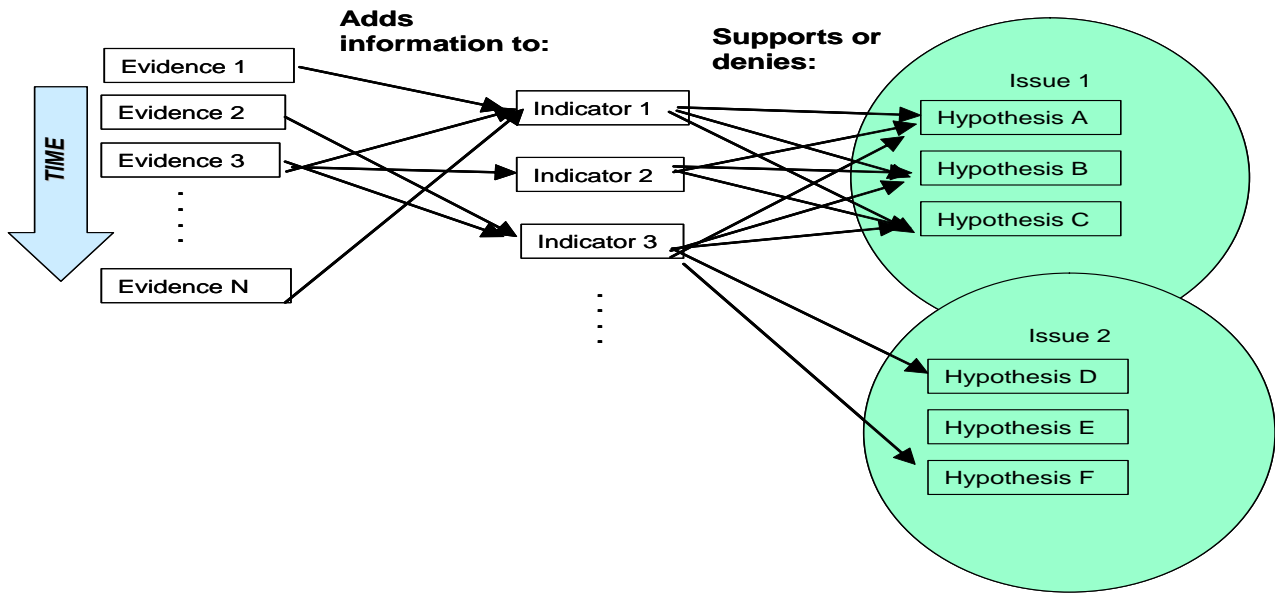 Adds
information to:
Supports or
denies:
TIME
Evidence 1
Evidence 2
Evidence 3
Evidence N
Indicator 1
Indicator 2
Indicator 3
Issue 1
Hypothesis A
Hypothesis B
Hypothesis C
Issue 2
Hypothesis D
Hypothesis E
Hypothesis F